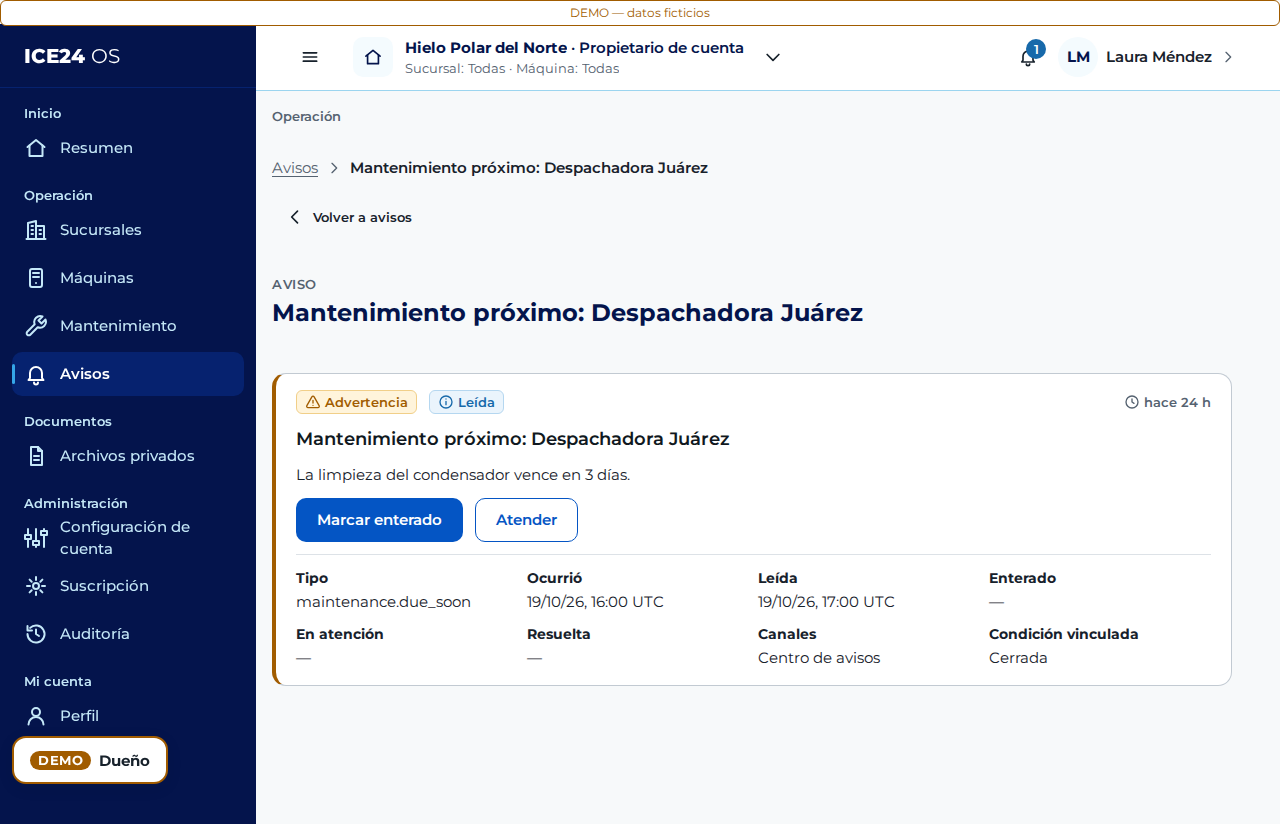 DEMO — datos ficticios
ICE24 OS
Hielo Polar del Norte · Propietario de cuenta
Sucursal: Todas · Máquina: Todas
1
LM
Laura Méndez
Inicio
Resumen
Operación
Sucursales
Máquinas
Mantenimiento
Avisos
Documentos
Archivos privados
Administración
Configuración de
cuenta
Suscripción
Auditoría
Mi cuenta
Perfil
DEMO Dueño
Operación
Avisos > Mantenimiento próximo: Despachadora Juárez
Volver a avisos
AVISO
Mantenimiento próximo: Despachadora Juárez
Advertencia Leída hace 24 h
Mantenimiento próximo: Despachadora Juárez
La limpieza del condensador vence en 3 días.
Marcar enterado Atender
Tipo Ocurrió Leída Enterado
maintenance.due_soon 19/10/26, 16:00 UTC 19/10/26, 17:00 UTC —
En atención Resuelta Canales Condición vinculada
— — Centro de avisos Cerrada